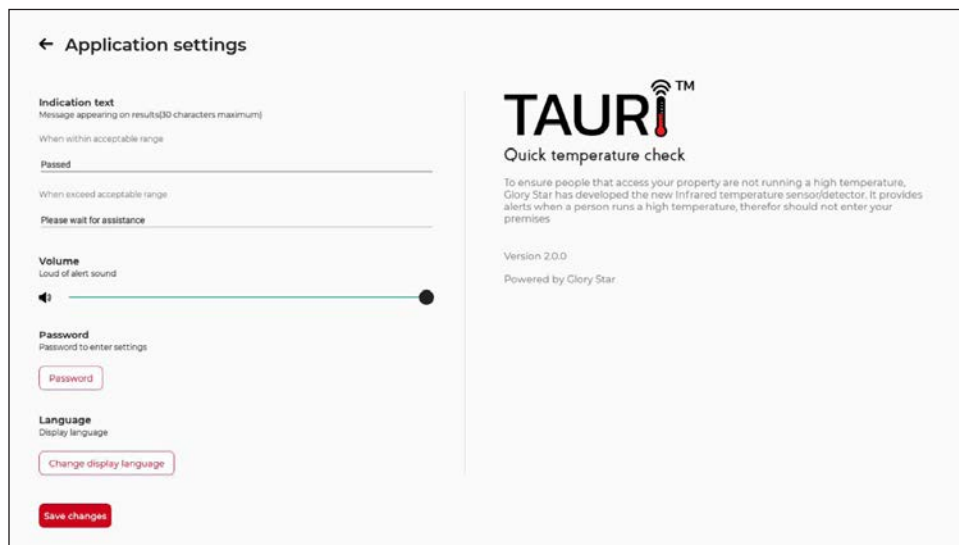 ← Application settings
Indication text
Message appearing on results(30 characters maximum)
When within acceptable range
Passed
When exceed acceptable range
Please wait for assistance
Volume
Loud of alert sound
Password
Password to enter settings
Password
Language
Display language
Change display language
Save changes
TAURI™
Quick temperature check
To ensure people that access your property are not running a high temperature,
Glory Star has developed the new Infrared temperature sensor/detector. It provides
alerts when a person runs a high temperature, therefor should not enter your
premises
Version 2.0.0
Powered by Glory Star